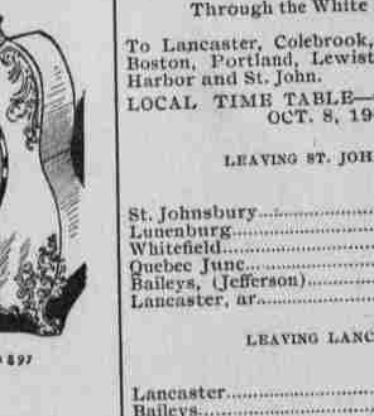 Through the White
To Lancaster, Colebrook,
Boston, Portland, Lewist
Harbor and St. John.
LOCAL TIME TABLE—
OCT. 8, 19
LEAVING ST. JOH
St. Johnsbury
Lunenburg
Whitefield
Quebec Junc.
Baileys, (Jefferson)
Lancaster, ar.
LEAVING LANC
Lancaster
Baileys
897